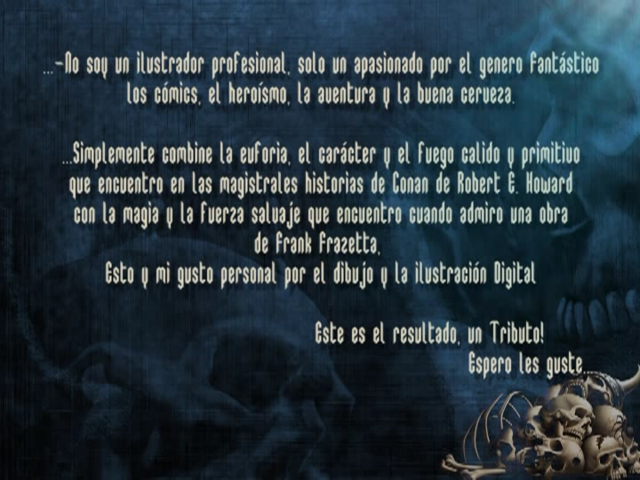 ...-No soy un ilustrador profesional, solo un apasionado por el genero fantástico
los cómics, el heroísmo, la aventura y la buena cerveza.
...Simplemente combine la euforia, el carácter y el fuego calido y primitivo
que encuentro en las magistrales historias de Conan de Robert E. Howard
con la magia y la fuerza salvaje que encuentro cuando admiro una obra
de Frank Frazetta,
Esto y mi gusto personal por el dibujo y la ilustración Digital
Este es el resultado, un Tributo!
Espero les guste...